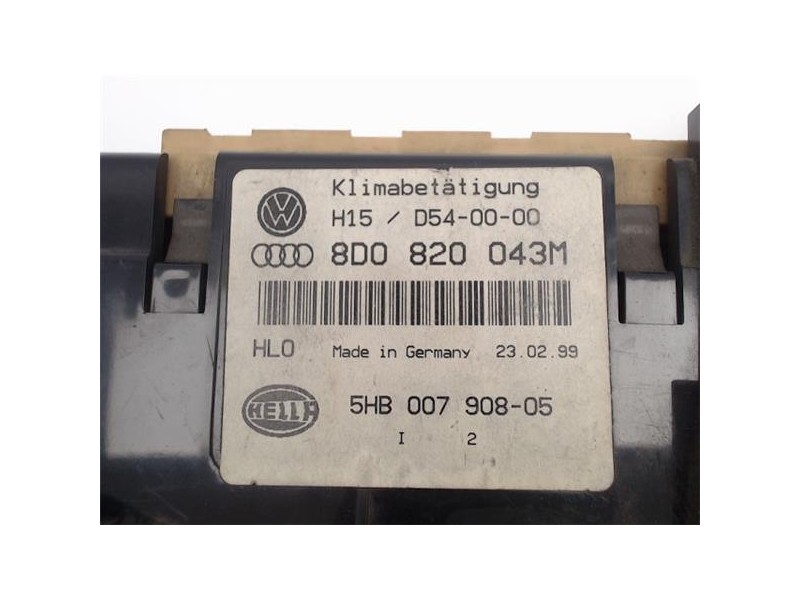 Klimabetätigung
H15 / D54-00-00
8D0 820 043M
HLO Made in Germany 23.02.99
HELLA 5HB 007 908-05
I 2